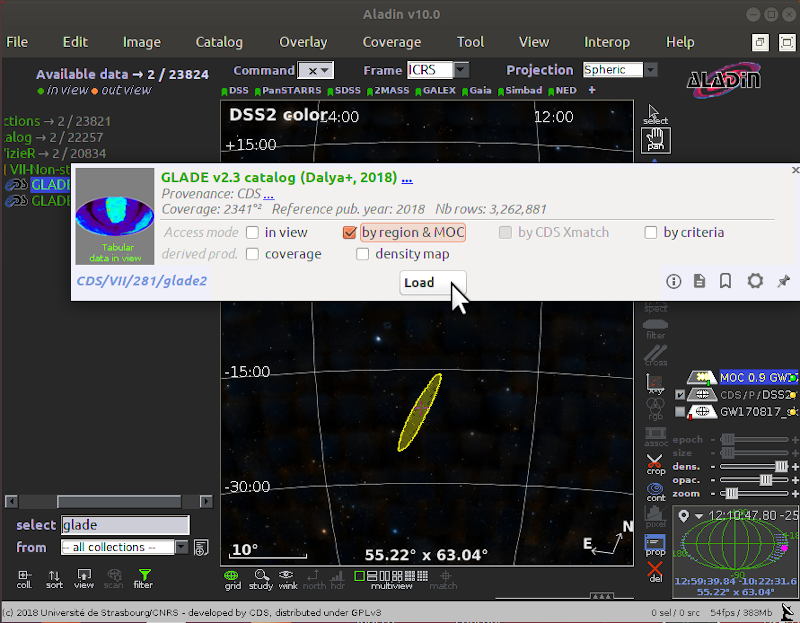 Aladin v10.0
File Edit Image Catalog Overlay Coverage Tool View Interop Help
Available data → 2 / 23824
in view out view
Command x Frame ICRS Projection Spheric
ALADIN
DSS PanSTARRS SDSS 2MASS GALEX Gaia Simbad NED +
DSS2 color 4:00 12:00
+15:00
select
pan
ctions → 2 / 23821
alog → 2 / 22257
izieR → 2 / 20834
VII-Non-st
GLADE
GLADE
GLADE v2.3 catalog (Dalya+, 2018) ...
Provenance: CDS ...
Coverage: 2341°² Reference pub. year: 2018 Nb rows: 3,262,881
Access mode in view by region & MOC by CDS Xmatch by criteria
derived prod. coverage density map
Tabular
data in view
CDS/VII/281/glade2
Load
spect
filter
cross
x-y
rgb
assoc
crop
cont
pixel
prop
del
-15:00
-30:00
10°
55.22° x 63.04°
N
E
MOC 0.9 GW1
CDS/P/DSS2
GW170817_s
epoch - +
size - +
dens. - +
opac. - +
zoom - +
12:10:47.80 -25
180
-90
12:59:39.84 -10:22:31.6
55.22° x 63.04°
select glade
from -- all collections --
coll. sort view scan filter
grid study wink north hdr multiview match
(c) 2018 Université de Strasbourg/CNRS - developed by CDS, distributed under GPLv3
0 sel / 0 src 54fps / 383Mb